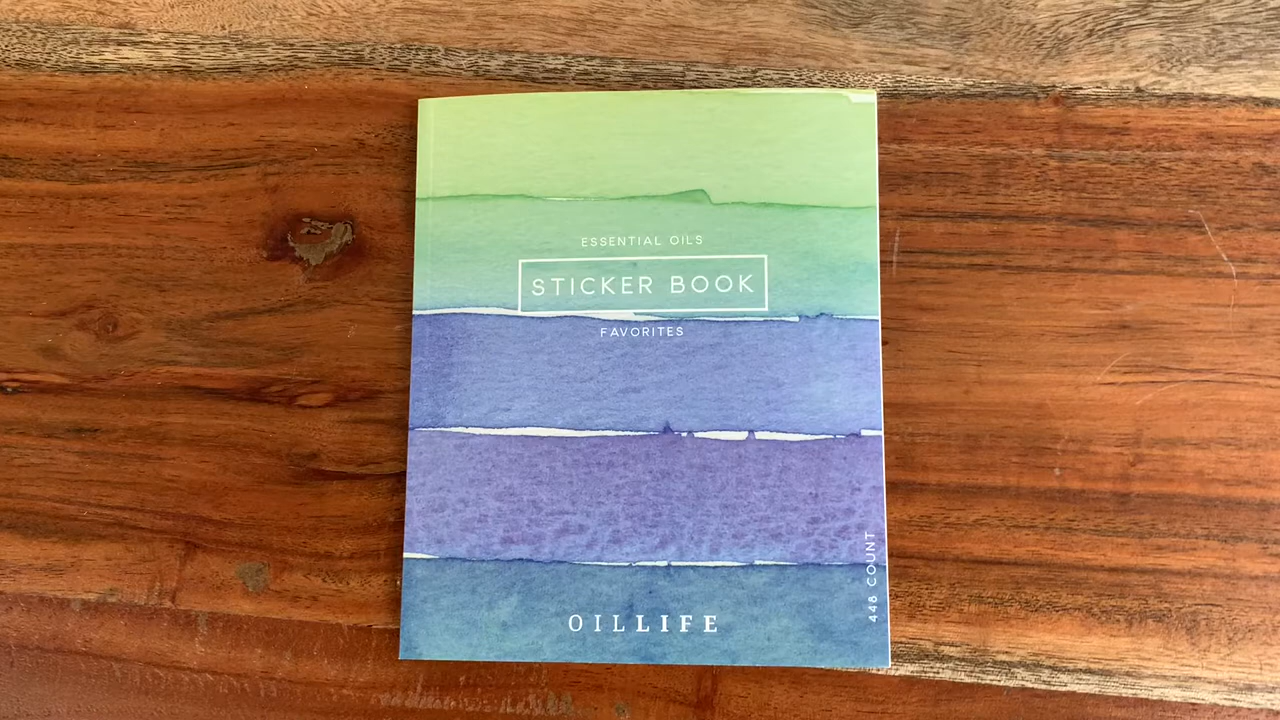 ESSENTIAL OILS
STICKER BOOK
FAVORITES
448 COUNT
OILLIFE